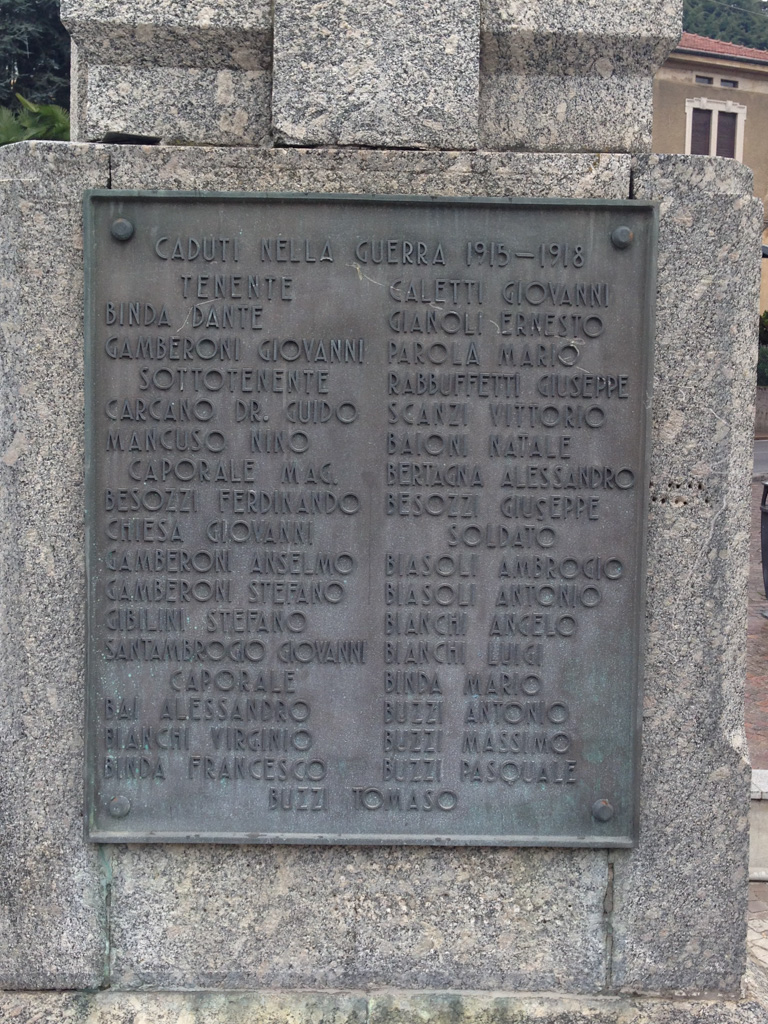 CADUTI NELLA GUERRA 1915-1918
TENENTE
BINDA DANTE
GAMBERONI GIOVANNI
SOTTOTENENTE
CARCANO DR. GUIDO
MANCUSO NINO
CAPORALE MAG.
BESOZZI FERDINANDO
CHIESA GIOVANNI
GAMBERONI ANSELMO
GAMBERONI STEFANO
GIBILINI STEFANO
SANTAMBROGIO GIOVANNI
CAPORALE
BAI ALESSANDRO
BIANCHI VIRGINIO
BINDA FRANCESCO
CALETTI GIOVANNI
GIANOLI ERNESTO
PAROLA MARIO
RABBUFFETTI GIUSEPPE
SCANZI VITTORIO
BAIONI NATALE
BERTAGNA ALESSANDRO
BESOZZI GIUSEPPE
SOLDATO
BIASOLI AMBROGIO
BIASOLI ANTONIO
BIANCHI ANGELO
BIANCHI LUIGI
BINDA MARIO
BUZZI ANTONIO
BUZZI MASSIMO
BUZZI PASQUALE
BUZZI TOMASO